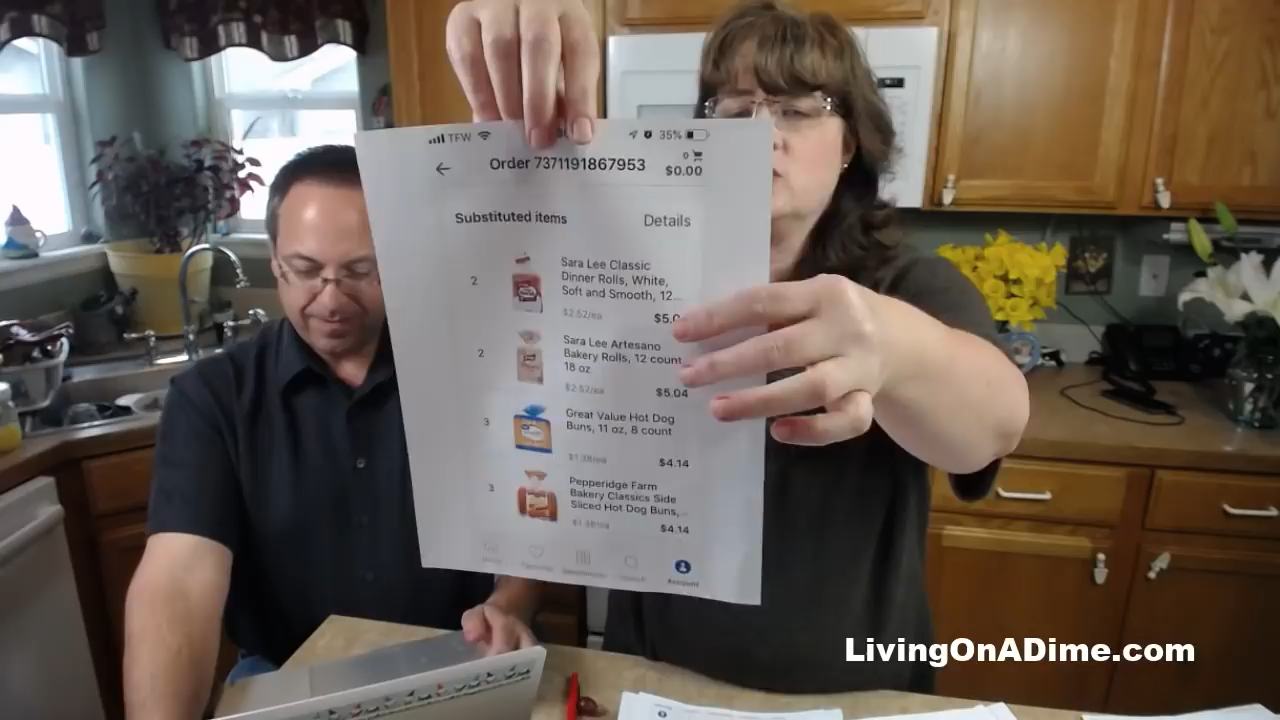 TFW 35%
Order 7371191867953
0
$0.00
Substituted items Details
2
Sara Lee Classic
Dinner Rolls, White,
Soft and Smooth, 12...
$2.52/ea
2
Sara Lee Artesano
Bakery Rolls, 12 count
18 oz
$2.52/ea $5.04
3
Great Value Hot Dog
Buns, 11 oz, 8 count
$1.38/ea $4.14
3
Pepperidge Farm
Bakery Classics Side
Sliced Hot Dog Buns,...
$1.38/ea $4.14
Account
LivingOnADime.com